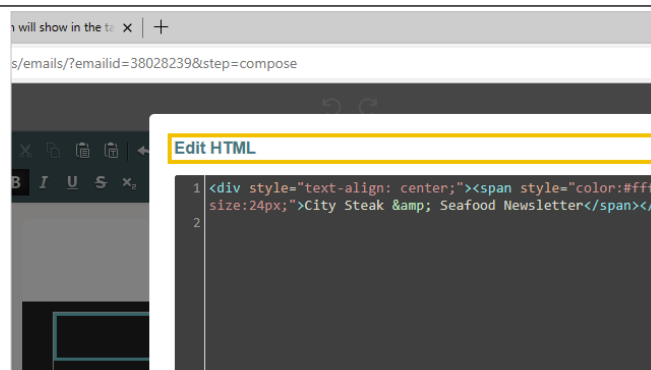 will show in the ta × +
s/emails/?emailid=38028239&step=compose
Edit HTML
B I U S ×₂
1 <div style="text-align: center;"><span style="color:#fff
size:24px;">City Steak &amp; Seafood Newsletter</span></
2